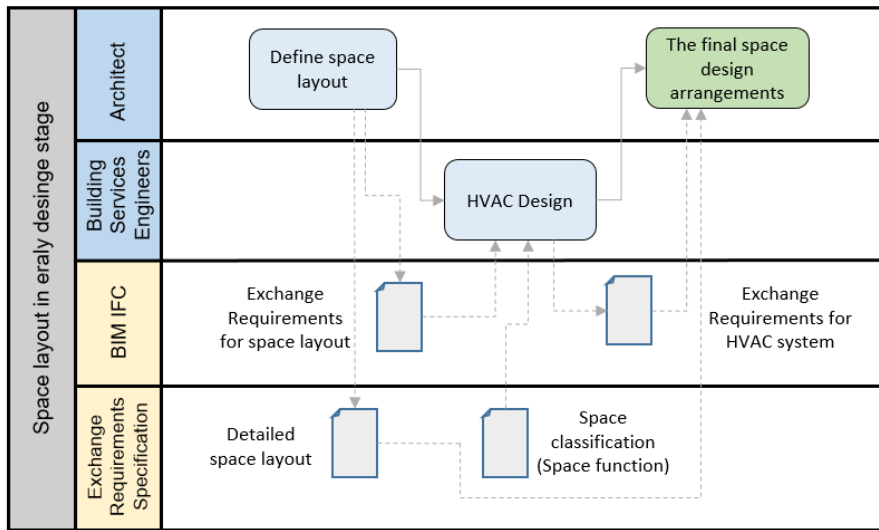 Space layout in eraly desinge stage
Architect
Define space
layout
The final space
design
arrangements
Building
Services
Engineers
HVAC Design
BIM IFC
Exchange
Requirements
for space layout
Exchange
Requirements for
HVAC system
Exchange
Requirements
Specification
Detailed
space layout
Space
classification
(Space function)